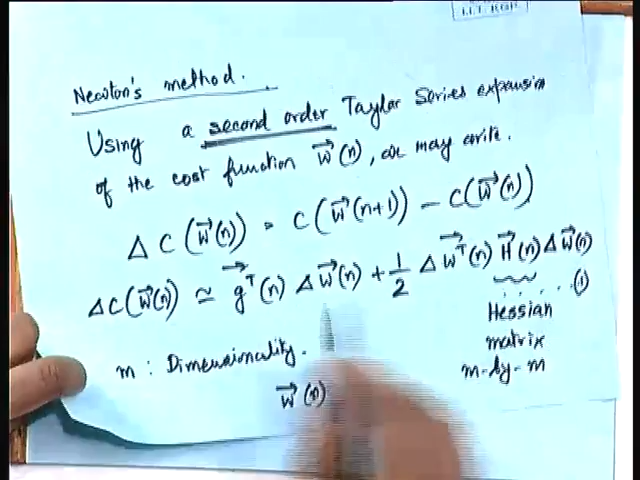 I.I.T. KGP
Newton's method.
Using a second order Taylor Series expansion
of the cost function w⃗(n), we may write.
Δ C (w⃗(n)) = C (w⃗(n+1)) − C(w⃗(n))
ΔC(w⃗(n)) ≃ g⃗ᵀ(n) Δw⃗(n) + 1/2 Δw⃗ᵀ(n) H⃗(n) Δw⃗(n)
.....(1)
Hessian
m : Dimensionality. matrix
w⃗(n) m-by-m